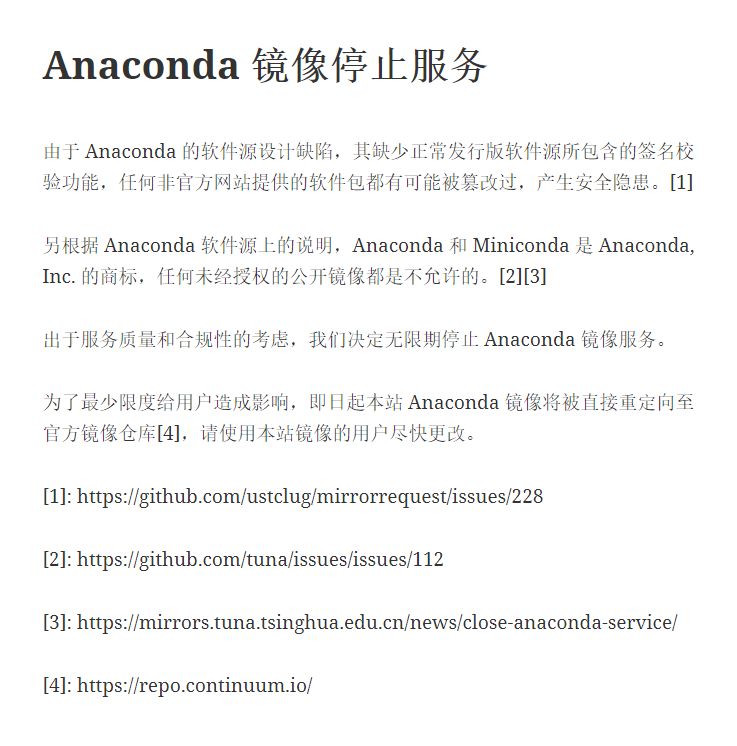 Anaconda 镜像停止服务
由于 Anaconda 的软件源设计缺陷，其缺少正常发行版软件源所包含的签名校
验功能，任何非官方网站提供的软件包都有可能被篡改过，产生安全隐患。[1]
另根据 Anaconda 软件源上的说明，Anaconda 和 Miniconda 是 Anaconda,
Inc. 的商标，任何未经授权的公开镜像都是不允许的。[2][3]
出于服务质量和合规性的考虑，我们决定无限期停止 Anaconda 镜像服务。
为了最少限度给用户造成影响，即日起本站 Anaconda 镜像将被直接重定向至
官方镜像仓库[4]，请使用本站镜像的用户尽快更改。
[1]: https://github.com/ustclug/mirrorrequest/issues/228
[2]: https://github.com/tuna/issues/issues/112
[3]: https://mirrors.tuna.tsinghua.edu.cn/news/close-anaconda-service/
[4]: https://repo.continuum.io/